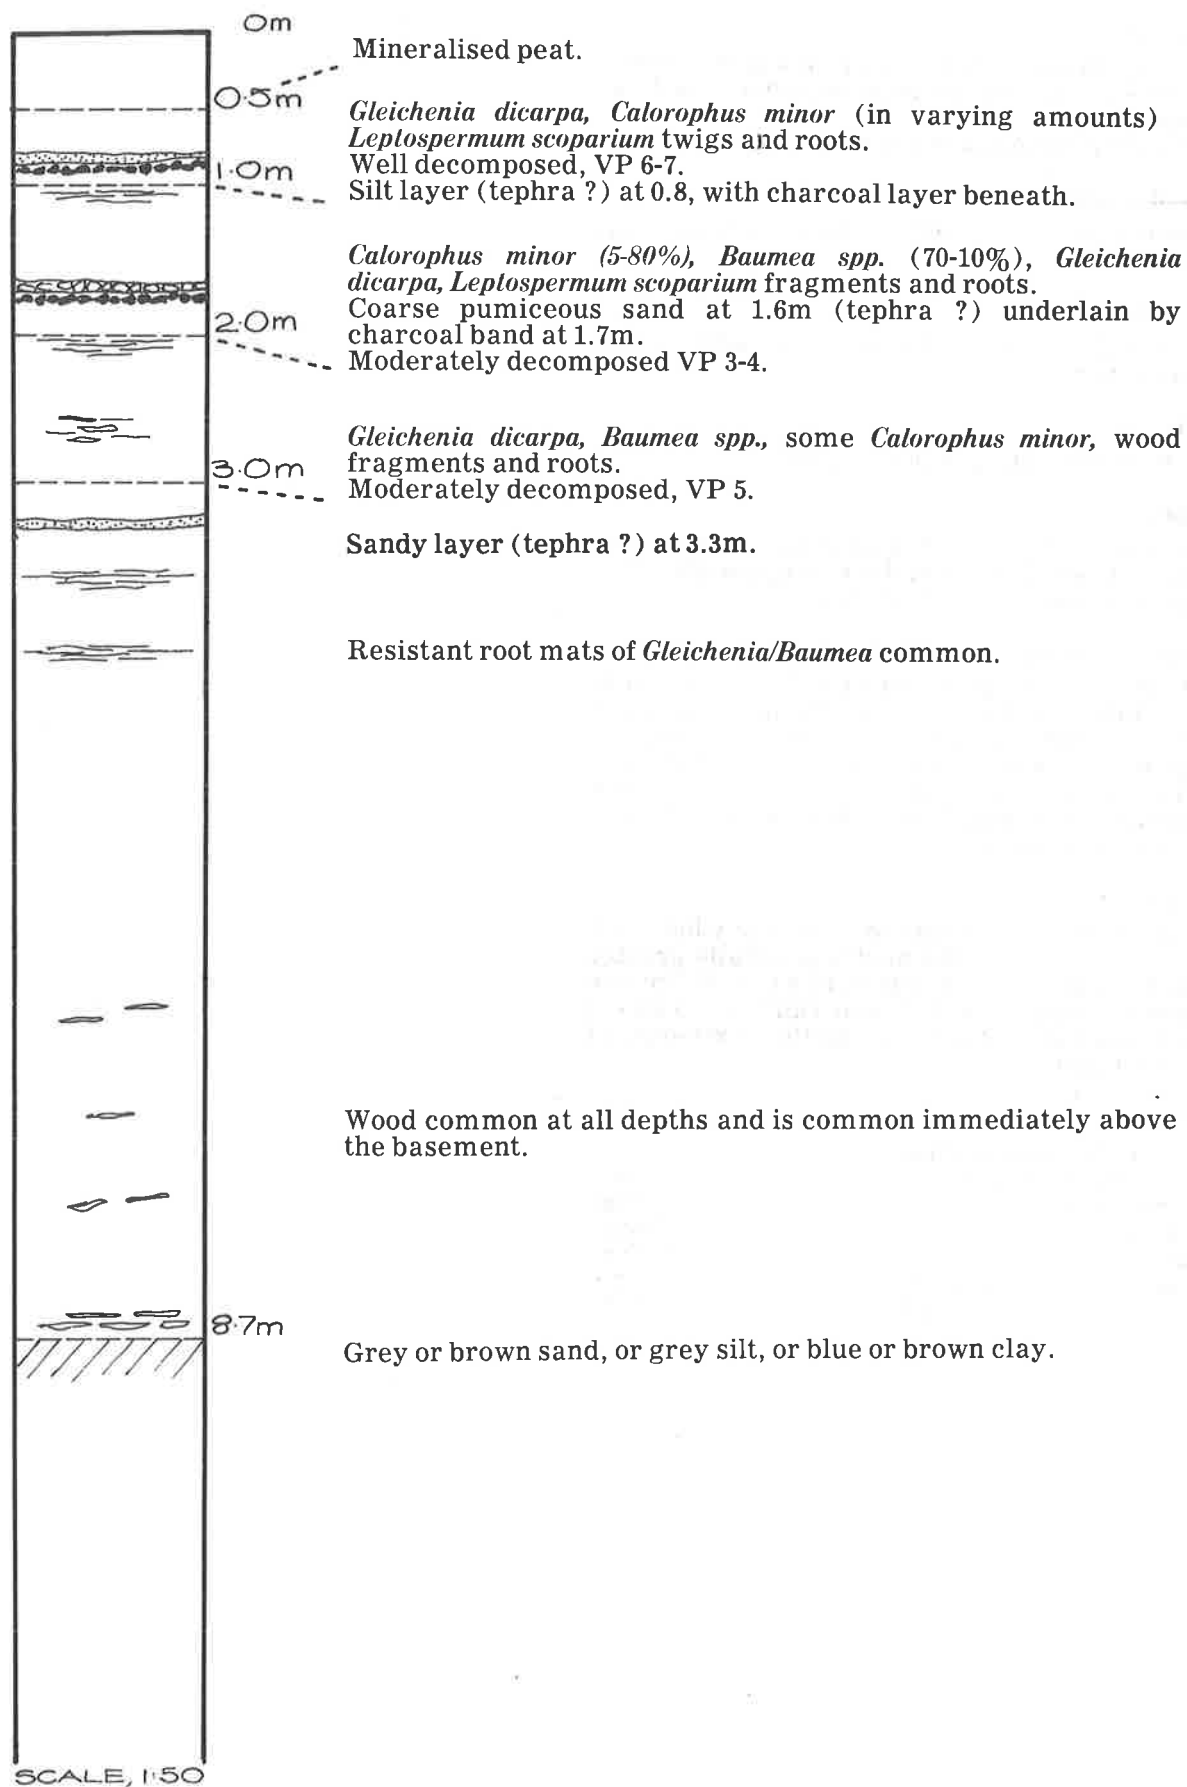 0m
Mineralised peat.
0.5m
Gleichenia dicarpa, Calorophus minor (in varying amounts)
Leptospermum scoparium twigs and roots.
Well decomposed, VP 6-7.
1.0m
Silt layer (tephra ?) at 0.8, with charcoal layer beneath.
Calorophus minor (5-80%), Baumea spp. (70-10%), Gleichenia
dicarpa, Leptospermum scoparium fragments and roots.
Coarse pumiceous sand at 1.6m (tephra ?) underlain by
2.0m
charcoal band at 1.7m.
Moderately decomposed VP 3-4.
Gleichenia dicarpa, Baumea spp., some Calorophus minor, wood
fragments and roots.
3.0m
Moderately decomposed, VP 5.
Sandy layer (tephra ?) at 3.3m.
Resistant root mats of Gleichenia/Baumea common.
Wood common at all depths and is common immediately above
the basement.
8.7m
Grey or brown sand, or grey silt, or blue or brown clay.
SCALE, 1:50